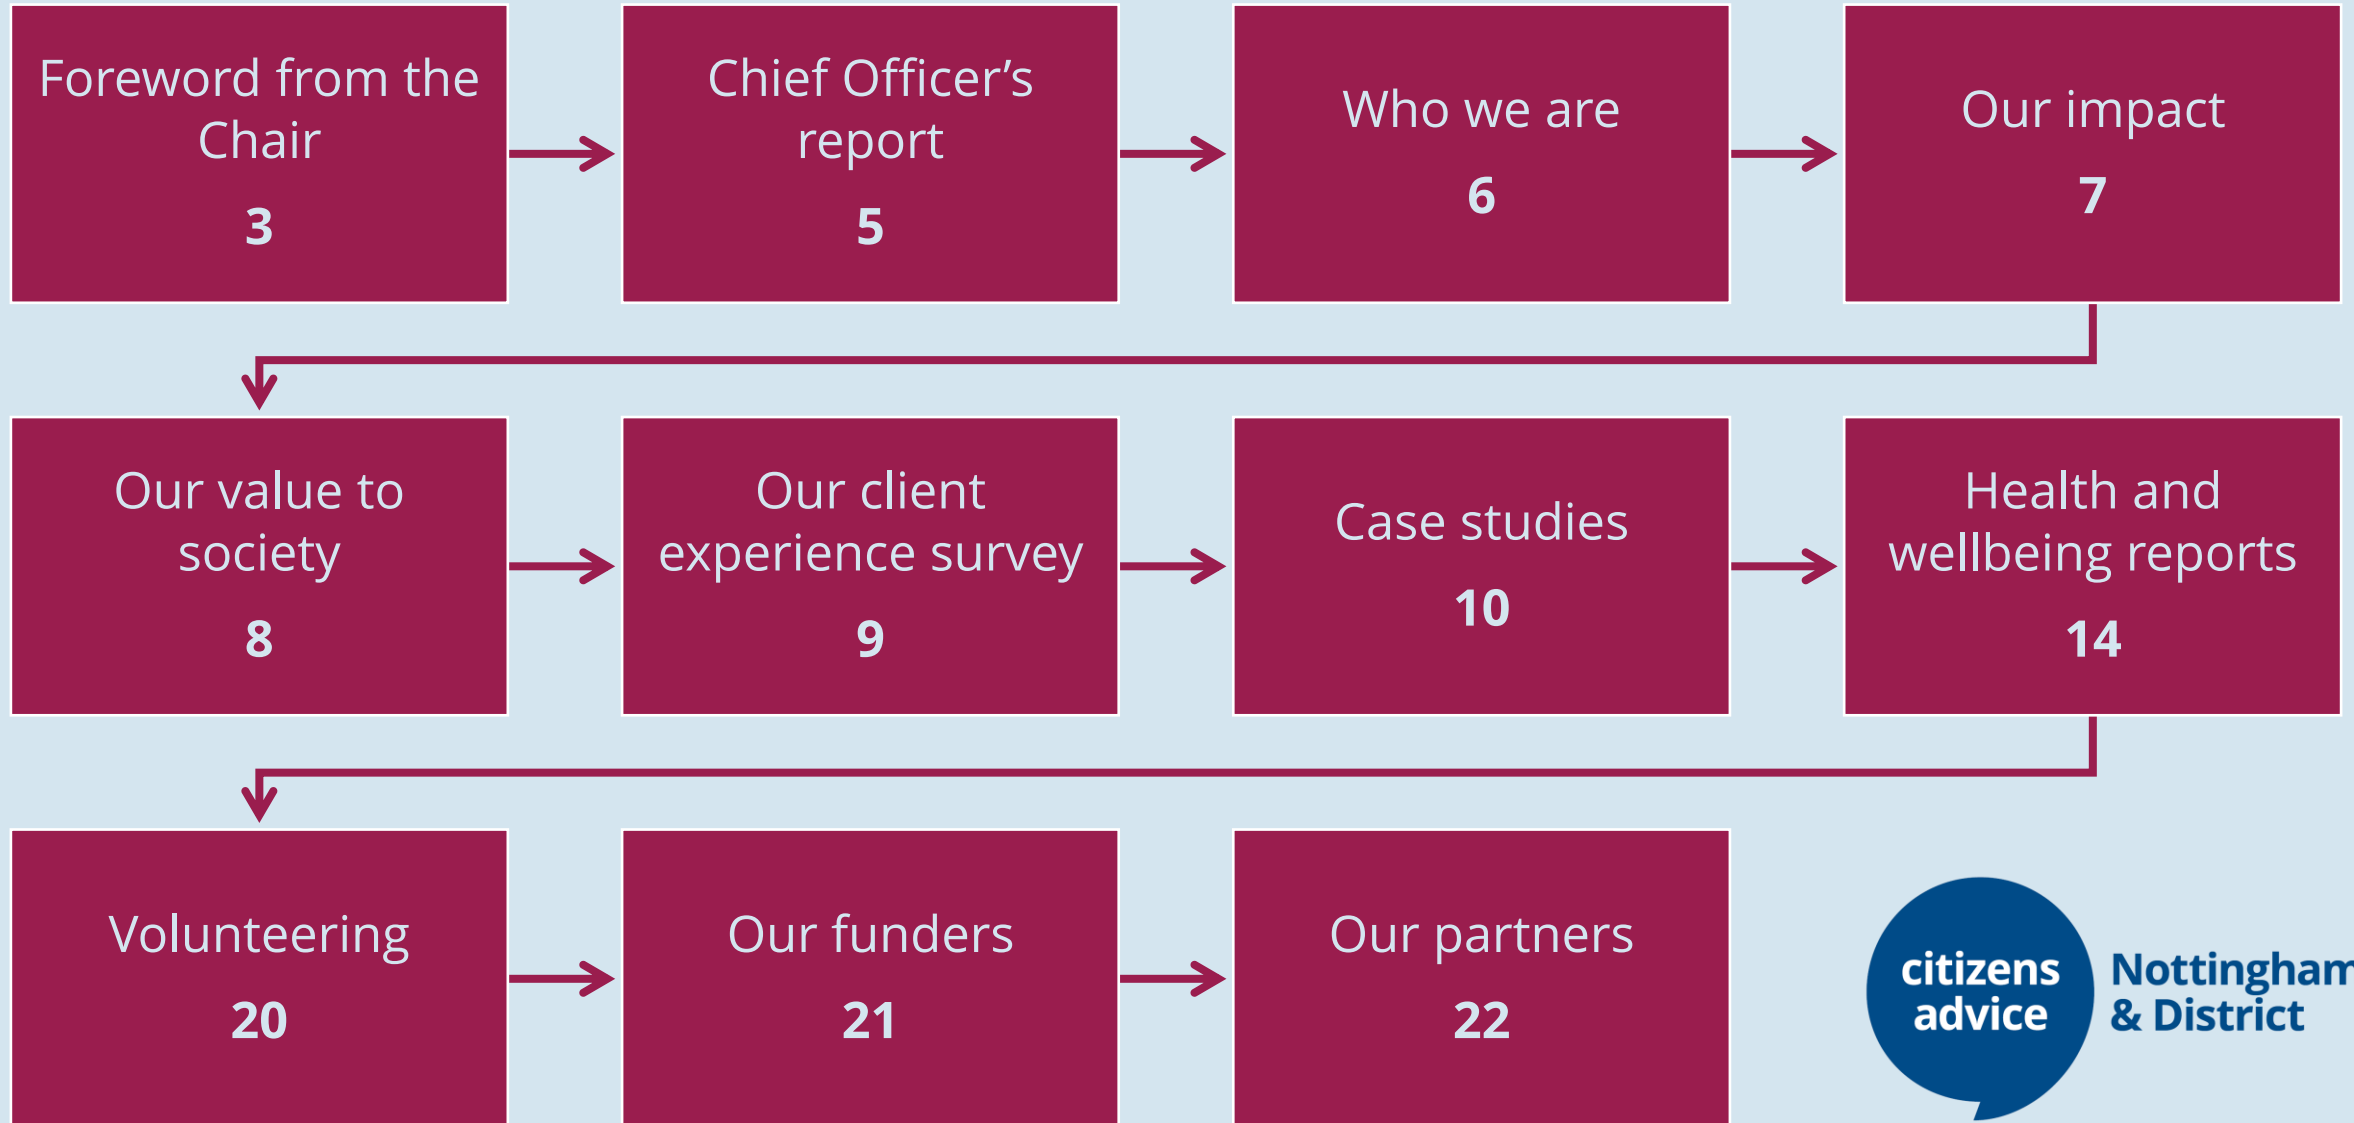 Foreword from the
Chair
3
Chief Officer’s
report
5
Who we are
6
Our impact
7
Our value to
society
8
Our client
experience survey
9
Case studies
10
Health and
wellbeing reports
14
Volunteering
20
Our funders
21
Our partners
22
citizens
advice
Nottingham
& District